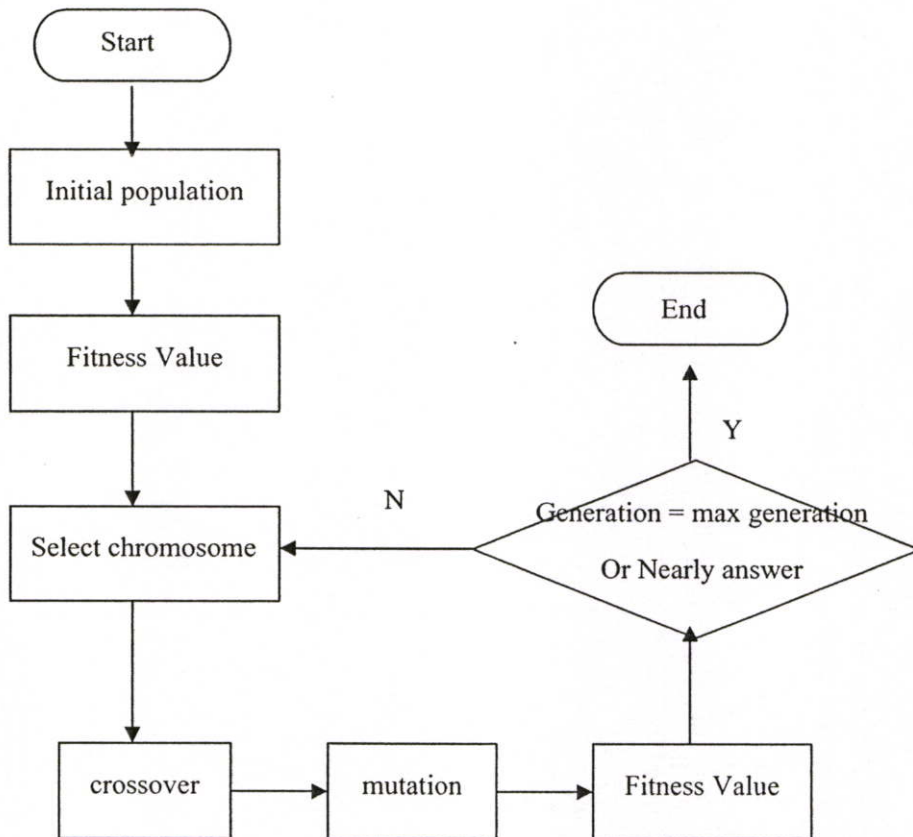 Start
Initial population
Fitness Value
Select chromosome
crossover
mutation
Fitness Value
Generation = max generation
Or Nearly answer
N
Y
End